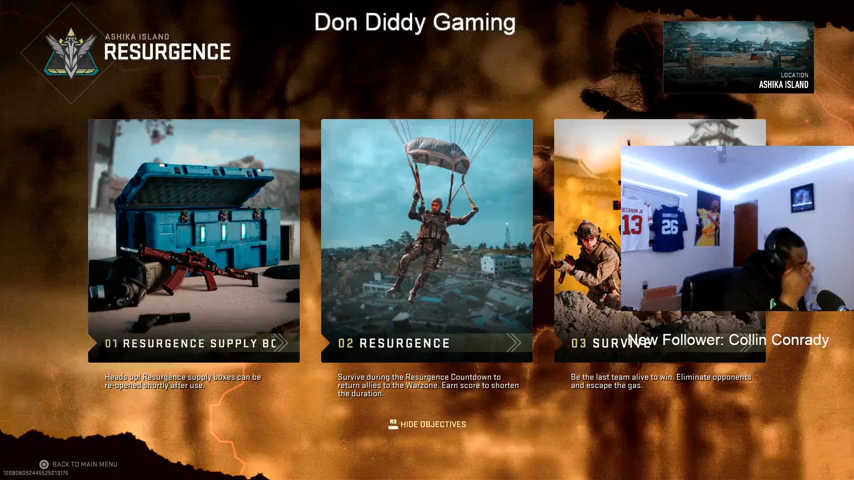 Don Diddy Gaming
ASHIKA ISLAND
RESURGENCE
LOCATION
ASHIKA ISLAND
13
BARKLEY
26
01 RESURGENCE SUPPLY BO
02 RESURGENCE
03 SURV
New Follower: Collin Conrady
Heads up! Resurgence supply boxes can be
re-opened shortly after use.
Survive during the Resurgence Countdown to
return allies to the Warzone. Earn score to shorten
the duration.
Be the last team alive to win. Eliminate opponents
and escape the gas.
HIDE OBJECTIVES
BACK TO MAIN MENU